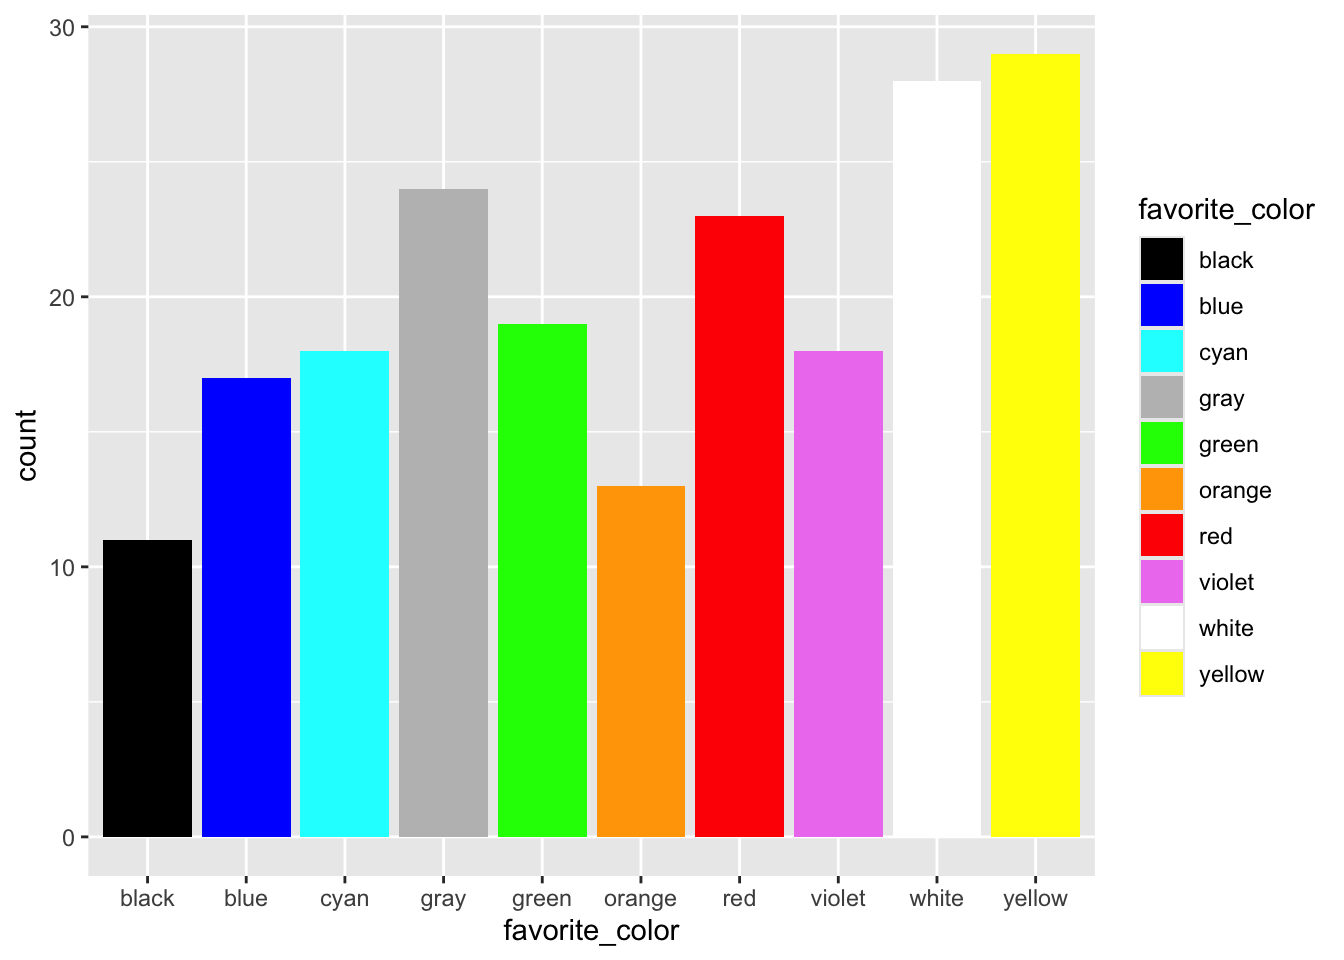 30
20
10
0
count
black blue cyan gray green orange red violet white yellow
favorite_color
favorite_color
black
blue
cyan
gray
green
orange
red
violet
white
yellow